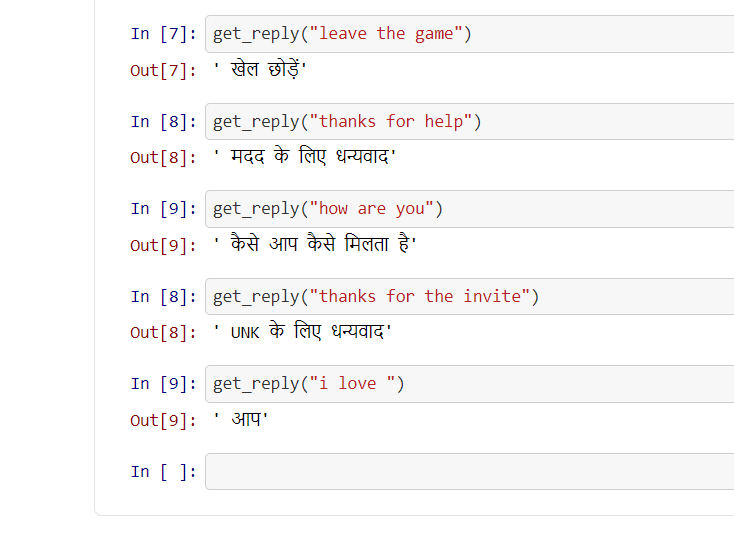 In [7]: get_reply("leave the game")
Out[7]: ' खेल छोड़ें'
In [8]: get_reply("thanks for help")
Out[8]: ' मदद के लिए धन्यवाद'
In [9]: get_reply("how are you")
Out[9]: ' कैसे आप कैसे मिलता है'
In [8]: get_reply("thanks for the invite")
Out[8]: ' UNK के लिए धन्यवाद'
In [9]: get_reply("i love ")
Out[9]: ' आप'
In [ ]: